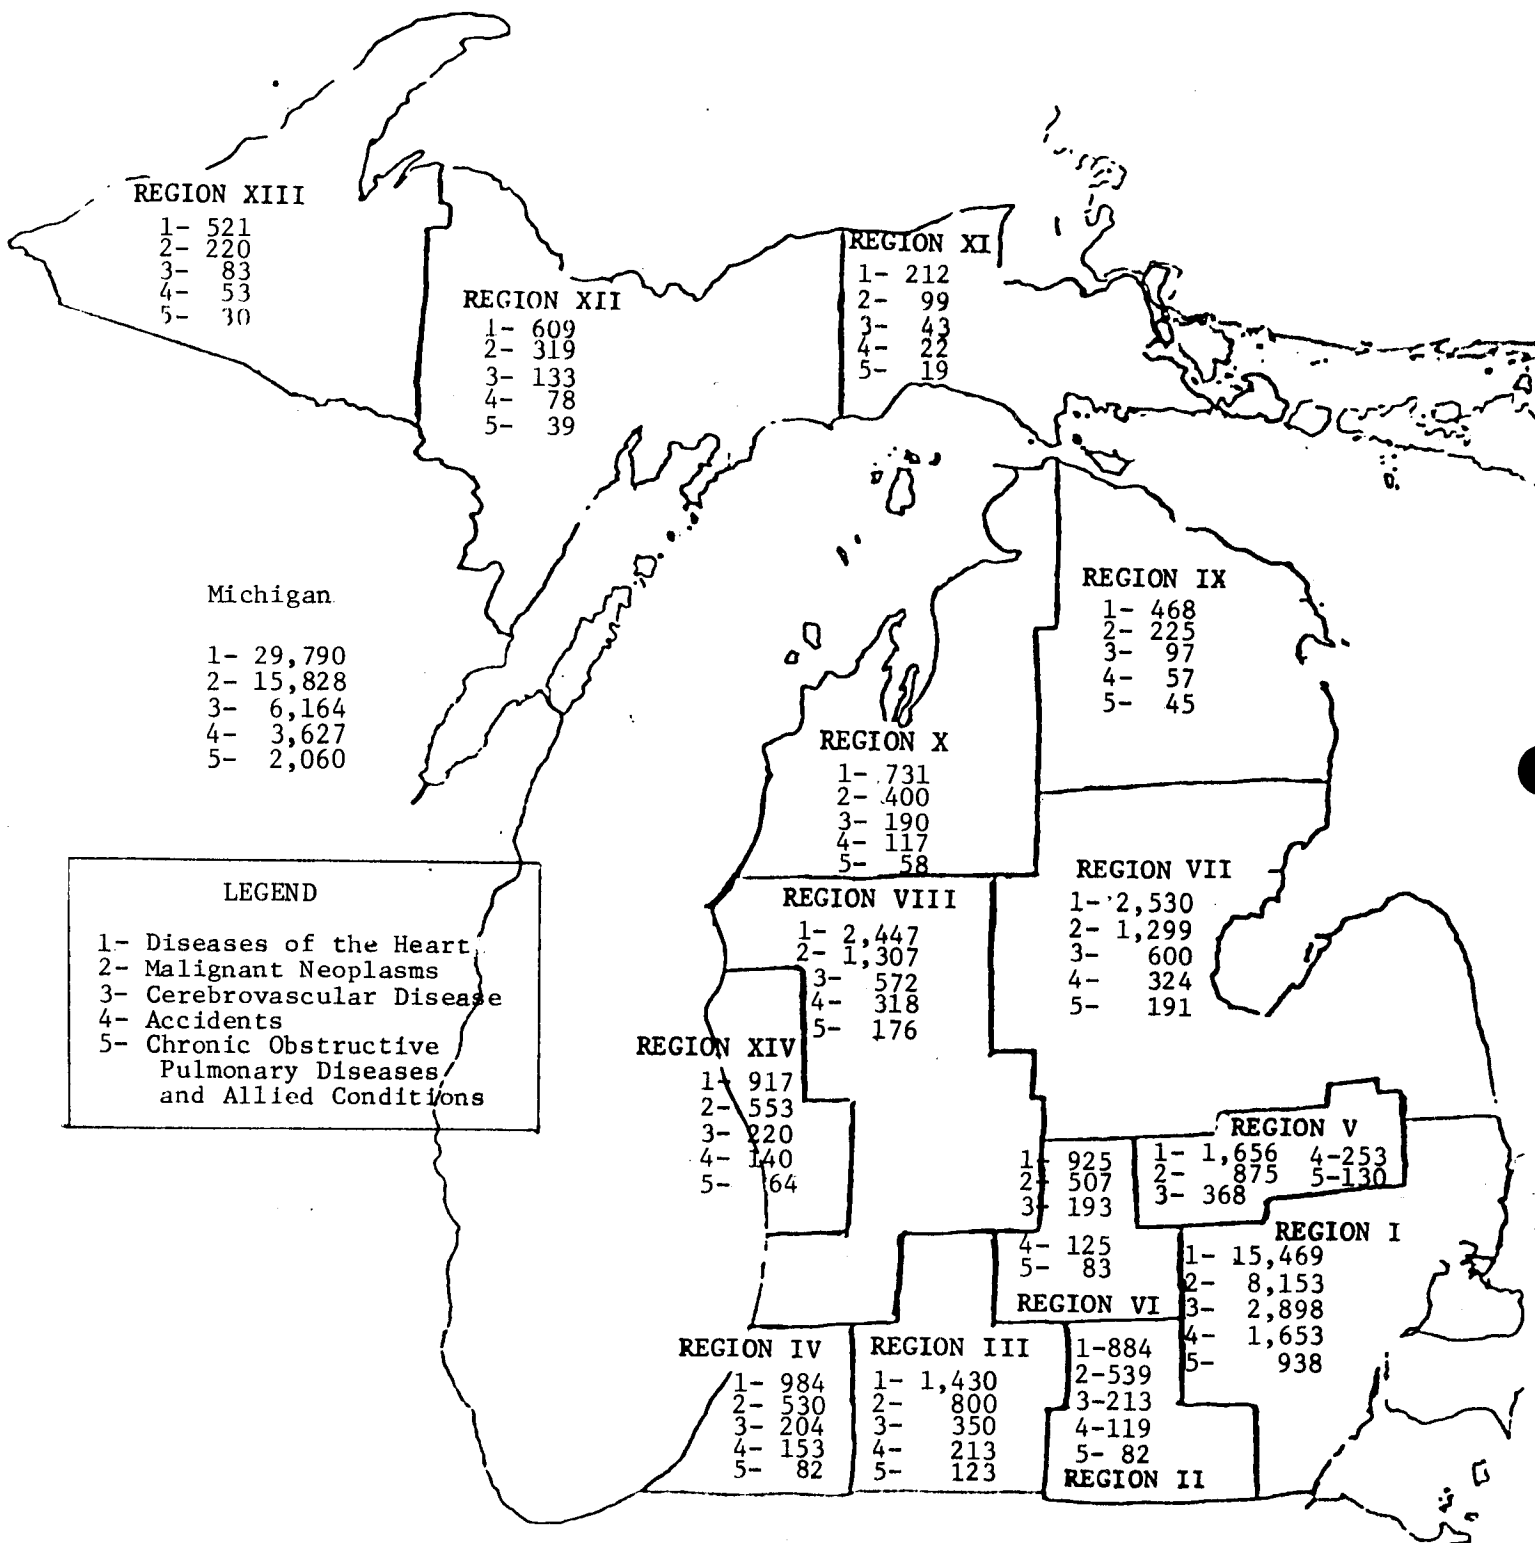 REGION XIII
1- 521
2- 220
3- 83
4- 53
5- 30
REGION XI
1- 212
2- 99
3- 43
4- 22
5- 19
REGION XII
1- 609
2- 319
3- 133
4- 78
5- 39
Michigan
1- 29,790
2- 15,828
3- 6,164
4- 3,627
5- 2,060
REGION IX
1- 468
2- 225
3- 97
4- 57
5- 45
REGION X
1- 731
2- 400
3- 190
4- 117
5- 58
LEGEND
1- Diseases of the Heart
2- Malignant Neoplasms
3- Cerebrovascular Disease
4- Accidents
5- Chronic Obstructive
Pulmonary Diseases
and Allied Conditions
REGION VIII
1- 2,447
2- 1,307
3- 572
4- 318
5- 176
REGION VII
1- 2,530
2- 1,299
3- 600
4- 324
5- 191
REGION XIV
1- 917
2- 553
3- 220
4- 140
5- 64
1- 925
2- 507
3- 193
4- 125
5- 83
REGION VI
REGION V
1- 1,656 4-253
2- 875 5-130
3- 368
REGION I
1- 15,469
2- 8,153
3- 2,898
4- 1,653
5- 938
REGION IV
1- 984
2- 530
3- 204
4- 153
5- 82
REGION III
1- 1,430
2- 800
3- 350
4- 213
5- 123
1-884
2-539
3-213
4-119
5- 82
REGION II